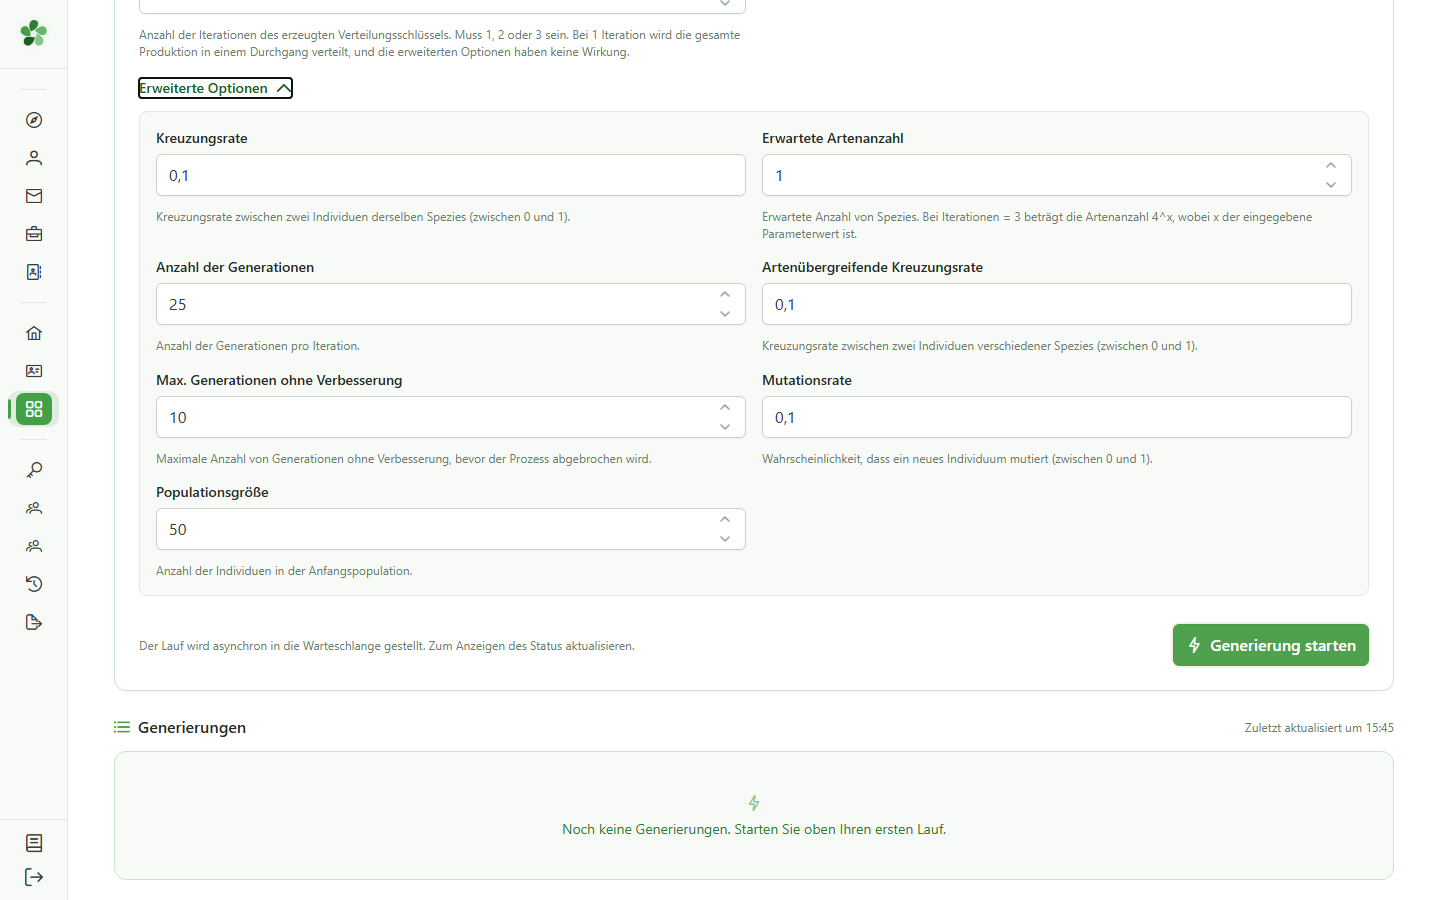 Anzahl der Iterationen des erzeugten Verteilungsschlüssels. Muss 1, 2 oder 3 sein. Bei 1 Iteration wird die gesamte
Produktion in einem Durchgang verteilt, und die erweiterten Optionen haben keine Wirkung.
Erweiterte Optionen
Kreuzungsrate
0,1
Kreuzungsrate zwischen zwei Individuen derselben Spezies (zwischen 0 und 1).
Erwartete Artenanzahl
1
Erwartete Anzahl von Spezies. Bei Iterationen = 3 beträgt die Artenanzahl 4^x, wobei x der eingegebene
Parameterwert ist.
Anzahl der Generationen
25
Anzahl der Generationen pro Iteration.
Artenübergreifende Kreuzungsrate
0,1
Kreuzungsrate zwischen zwei Individuen verschiedener Spezies (zwischen 0 und 1).
Max. Generationen ohne Verbesserung
10
Maximale Anzahl von Generationen ohne Verbesserung, bevor der Prozess abgebrochen wird.
Mutationsrate
0,1
Wahrscheinlichkeit, dass ein neues Individuum mutiert (zwischen 0 und 1).
Populationsgröße
50
Anzahl der Individuen in der Anfangspopulation.
Der Lauf wird asynchron in die Warteschlange gestellt. Zum Anzeigen des Status aktualisieren.
Generierung starten
Generierungen
Zuletzt aktualisiert um 15:45
Noch keine Generierungen. Starten Sie oben Ihren ersten Lauf.